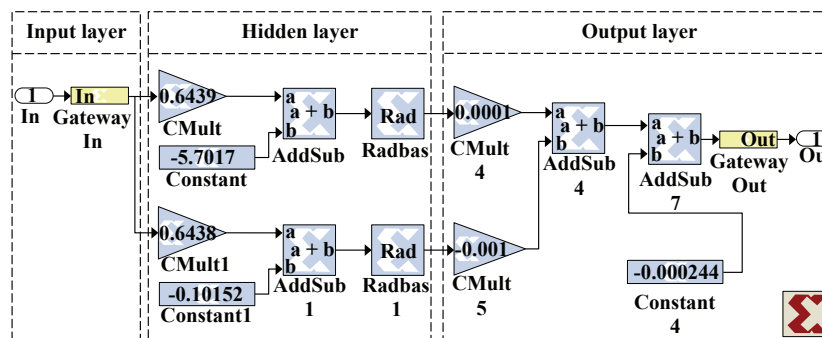 Input layer
Hidden layer
Output layer
1
In
In
Gateway
In
0.6439
CMult
-5.7017
Constant
a
b
a + b
AddSub
Rad
Radbas
0.6438
CMult1
-0.10152
Constant1
a
b
a + b
AddSub
1
Rad
Radbas
1
0.0001
CMult
4
-0.001
CMult
5
a
b
a + b
AddSub
4
a
b
a + b
AddSub
7
-0.000244
Constant
4
Out
Gateway
Out
1
Ou